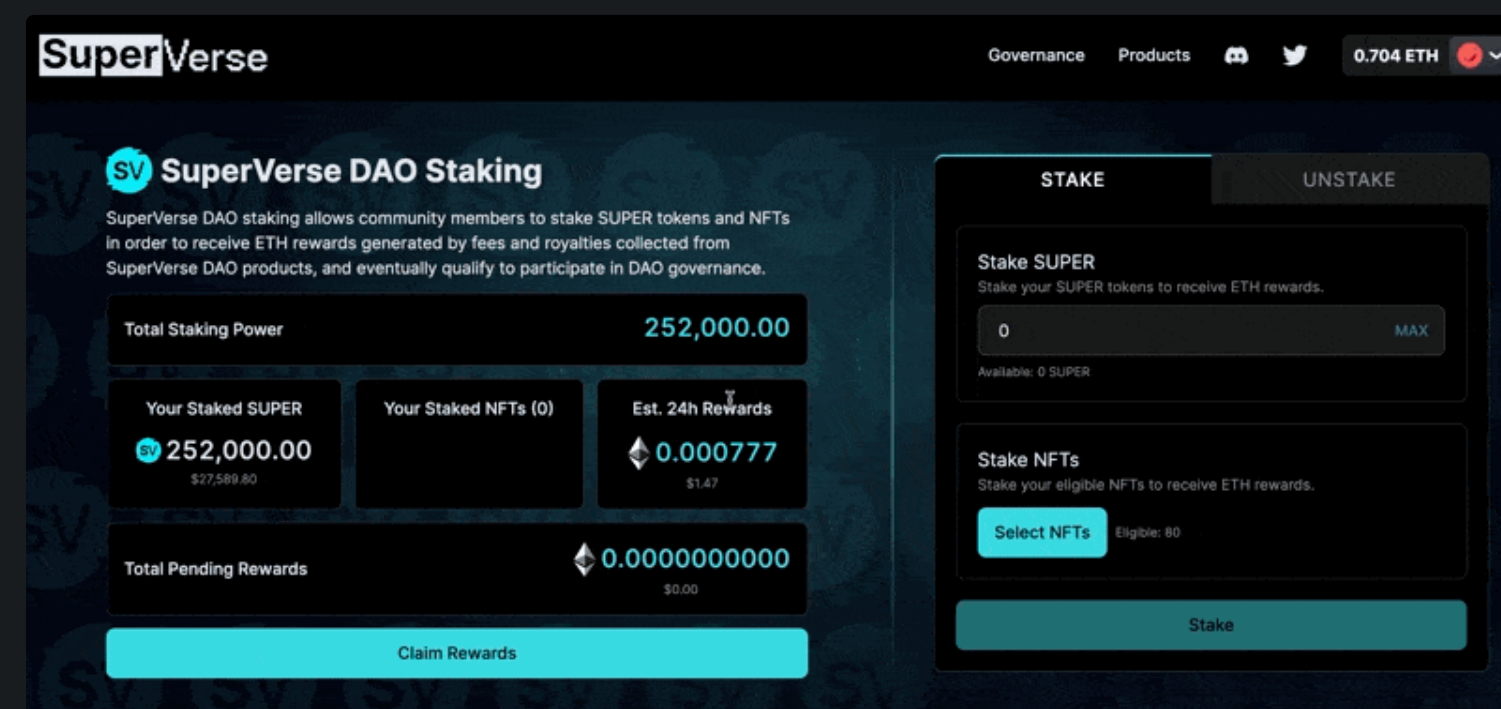 SuperVerse
Governance Products 0.704 ETH
SV SuperVerse DAO Staking
SuperVerse DAO staking allows community members to stake SUPER tokens and NFTs
in order to receive ETH rewards generated by fees and royalties collected from
SuperVerse DAO products, and eventually qualify to participate in DAO governance.
Total Staking Power 252,000.00
Your Staked SUPER
SV 252,000.00
$27,589.80
Your Staked NFTs (0)
Est. 24h Rewards
0.000777
$1.47
Total Pending Rewards 0.0000000000
$0.00
Claim Rewards
STAKE UNSTAKE
Stake SUPER
Stake your SUPER tokens to receive ETH rewards.
0 MAX
Available: 0 SUPER
Stake NFTs
Stake your eligible NFTs to receive ETH rewards.
Select NFTs Eligible: 80
Stake